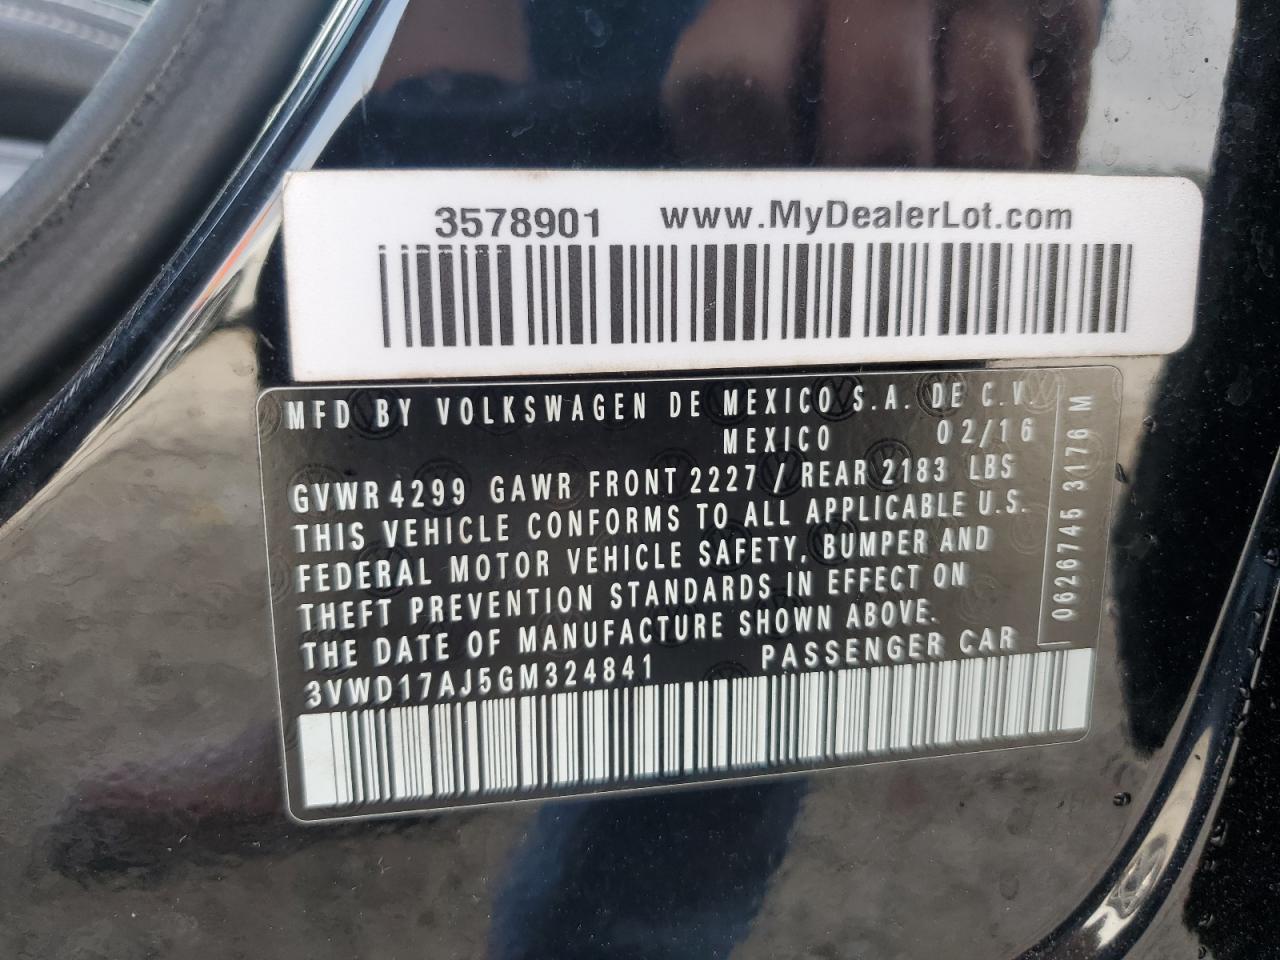 3578901 www.MyDealerLot.com
MFD BY VOLKSWAGEN DE MEXICO S.A. DE C.V
MEXICO 02/16
GVWR 4299 GAWR FRONT 2227 / REAR 2183 LBS
THIS VEHICLE CONFORMS TO ALL APPLICABLE U.S.
FEDERAL MOTOR VEHICLE SAFETY, BUMPER AND
THEFT PREVENTION STANDARDS IN EFFECT ON
THE DATE OF MANUFACTURE SHOWN ABOVE.
3VWD17AJ5GM324841 PASSENGER CAR
0626745 3176 M